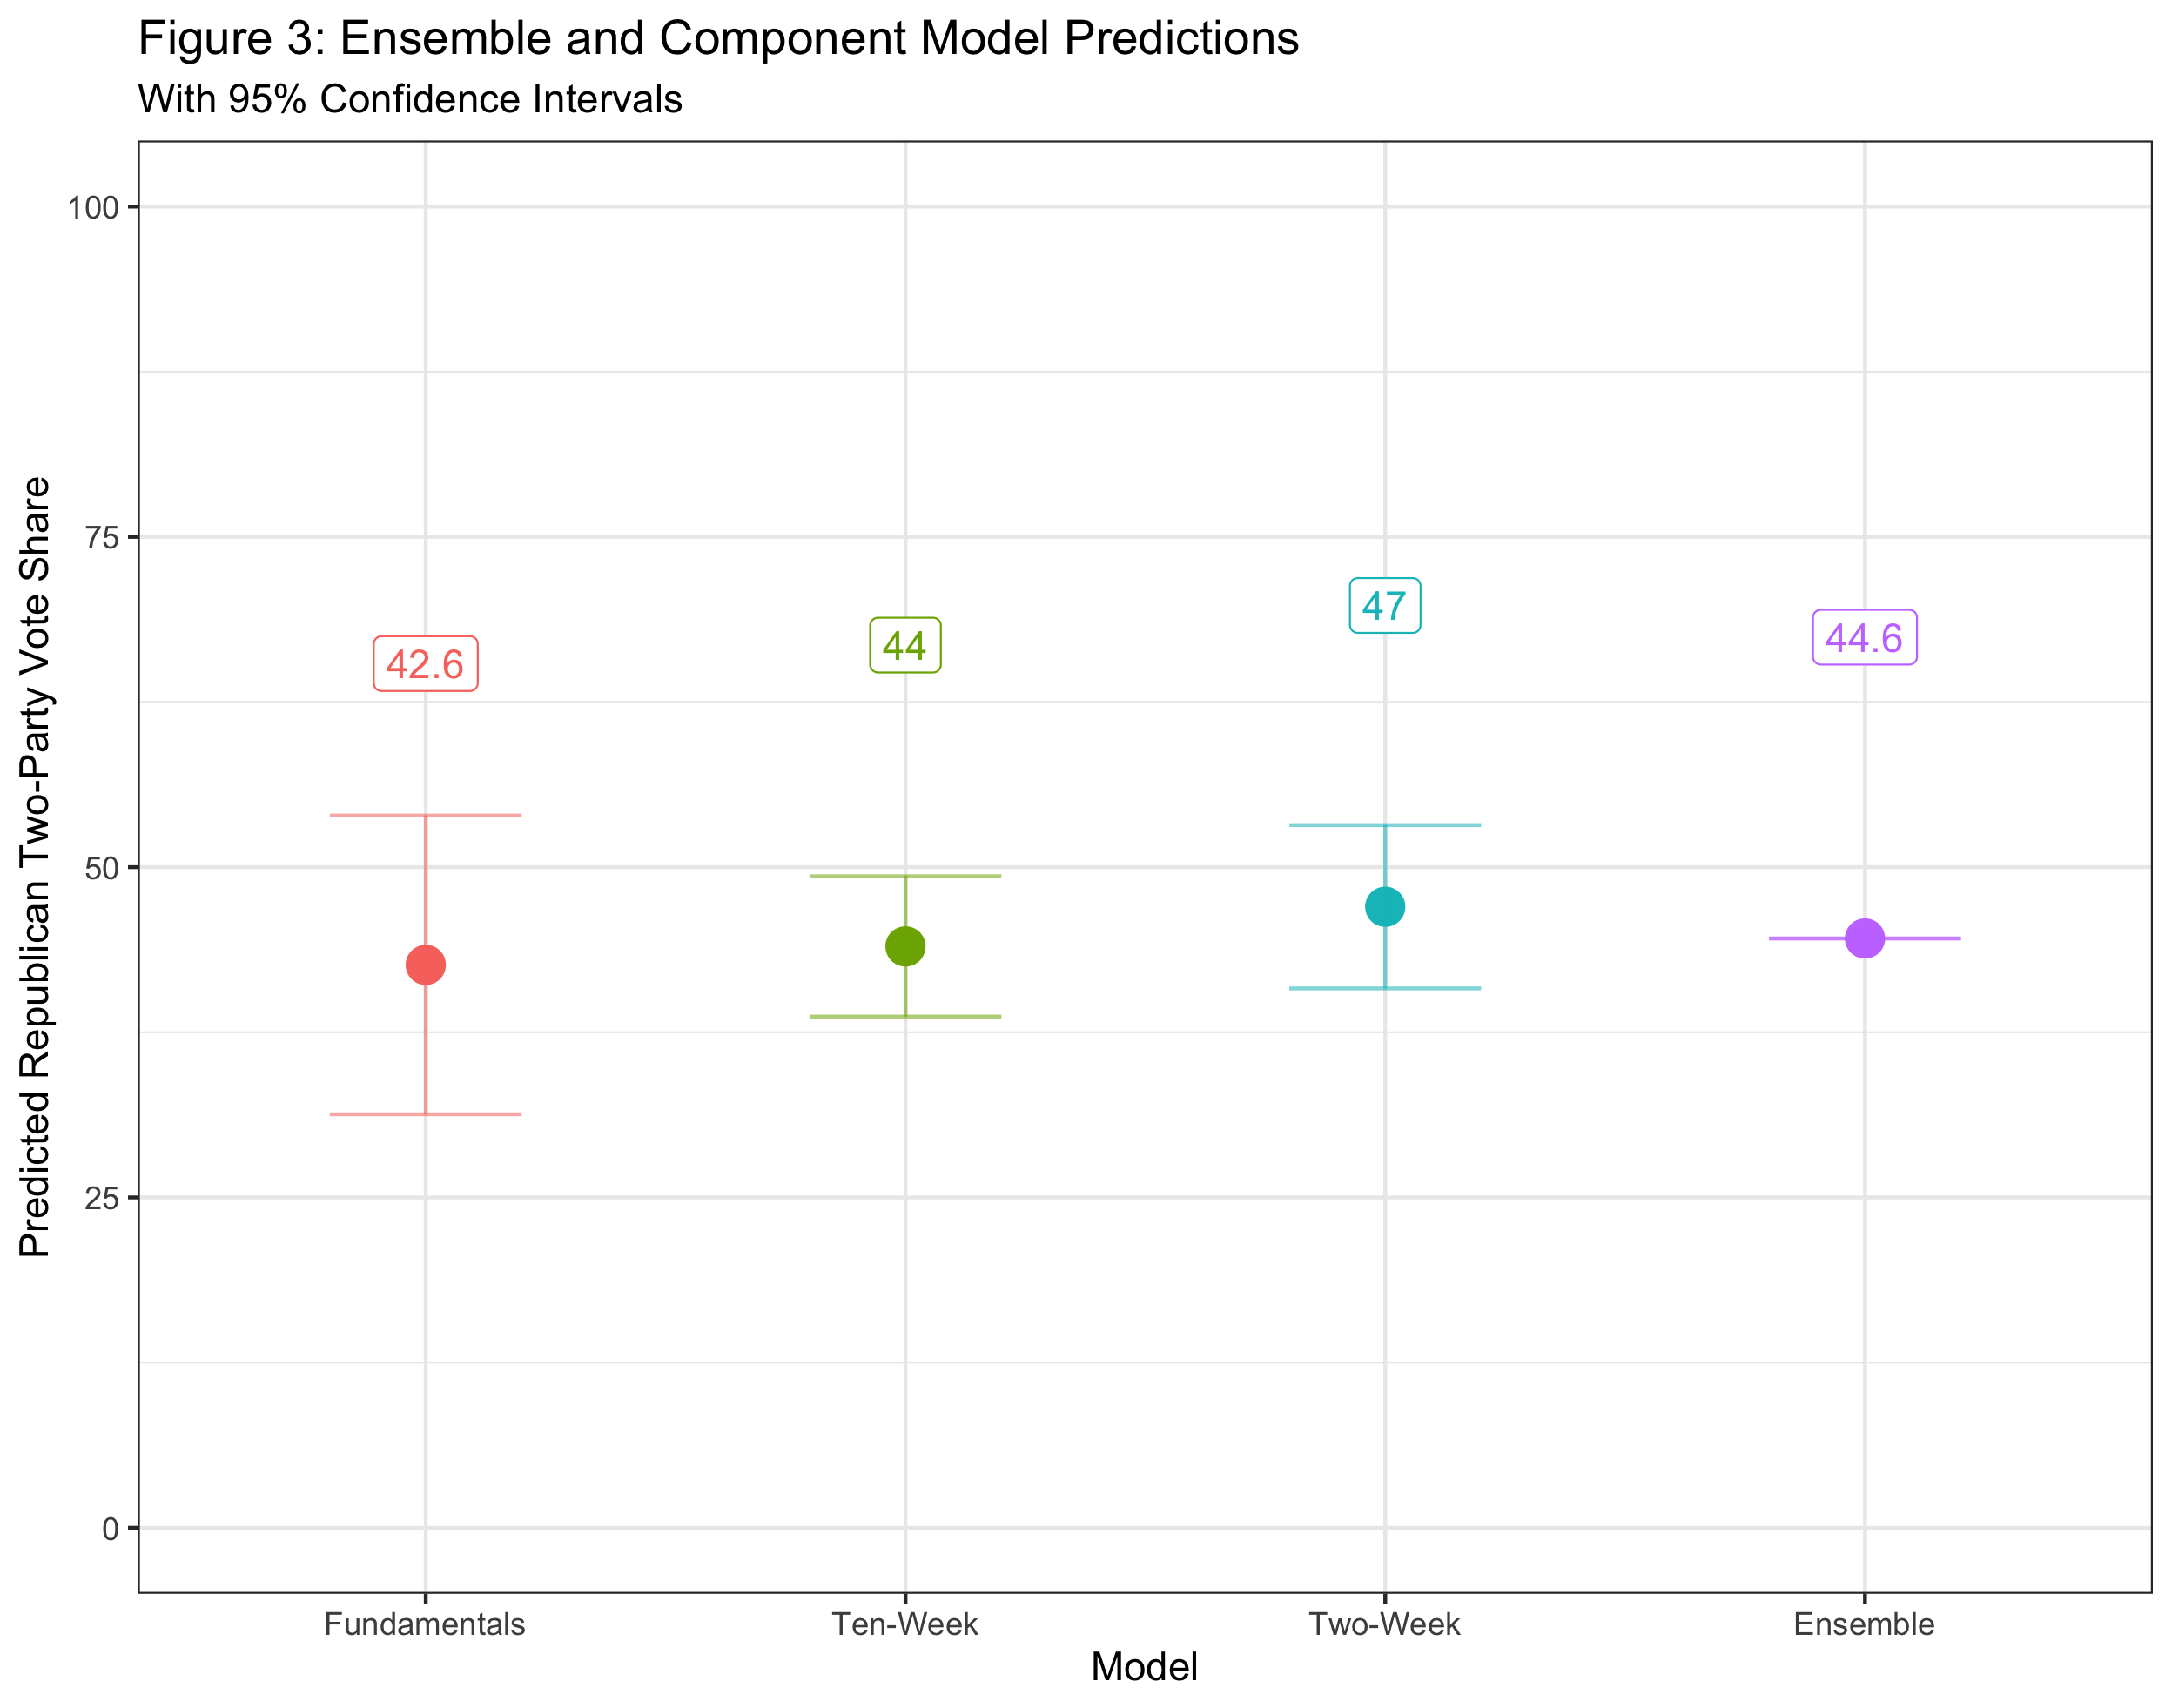 Figure 3: Ensemble and Component Model Predictions
With 95% Confidence Intervals
Predicted Republican Two-Party Vote Share
100
75
50
25
0
42.6
44
47
44.6
Fundamentals
Ten-Week
Two-Week
Ensemble
Model